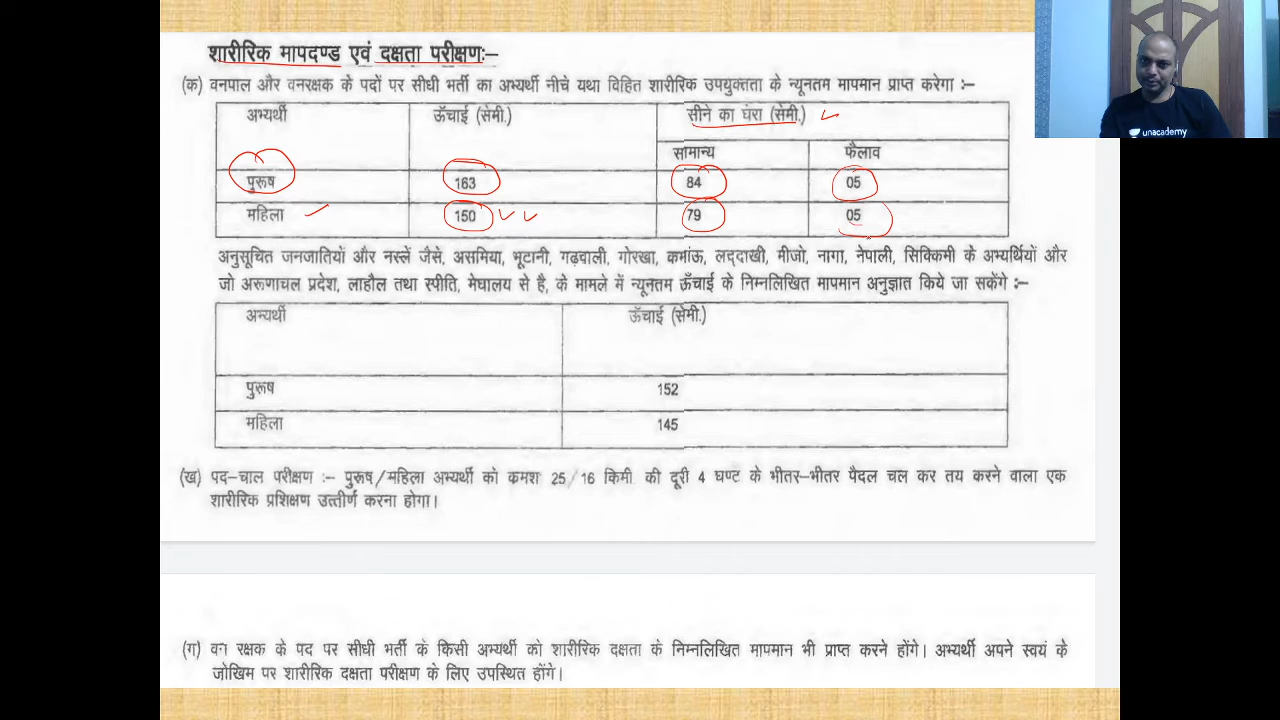 शारीरिक मापदण्ड एवं दक्षता परीक्षणः–
(क) वनपाल और वनरक्षक के पदों पर सीधी भर्ती का अभ्यर्थी नीचे यथा विहित शारीरिक उपयुक्तता के न्यूनतम मापमान प्राप्त करेगा :–
अभ्यर्थी ऊँचाई (सेमी.) सीने का घेरा (सेमी.)
सामान्य फैलाव
पुरूष 163 84 05
महिला 150 79 05
अनुसूचित जनजातियों और नस्लें जैसे, असमिया, भूटानी, गढ़वाली, गोरखा, कमांऊ, लद्दाखी, मीजो, नागा, नेपाली, सिक्किमी के अभ्यर्थियों और
जो अरूणाचल प्रदेश, लाहौल तथा स्पीति, मेघालय से है, के मामले में न्यूनतम ऊँचाई के निम्नलिखित मापमान अनुज्ञात किये जा सकेंगे :–
अभ्यर्थी ऊँचाई (सेमी.)
पुरूष 152
महिला 145
(ख) पद–चाल परीक्षण :– पुरूष/महिला अभ्यर्थी को कमश 25/16 किमी की दूरी 4 घण्ट के भीतर–भीतर पैदल चल कर तय करने वाला एक
शारीरिक प्रशिक्षण उत्तीर्ण करना होगा।
(ग) वन रक्षक के पद पर सीधी भर्ती के किसी अभ्यर्थी को शारीरिक दक्षता के निम्नलिखित मापमान भी प्राप्त करने होंगे। अभ्यर्थी अपने स्वयं के
जोखिम पर शारीरिक दक्षता परीक्षण के लिए उपस्थित होंगे।
unacademy